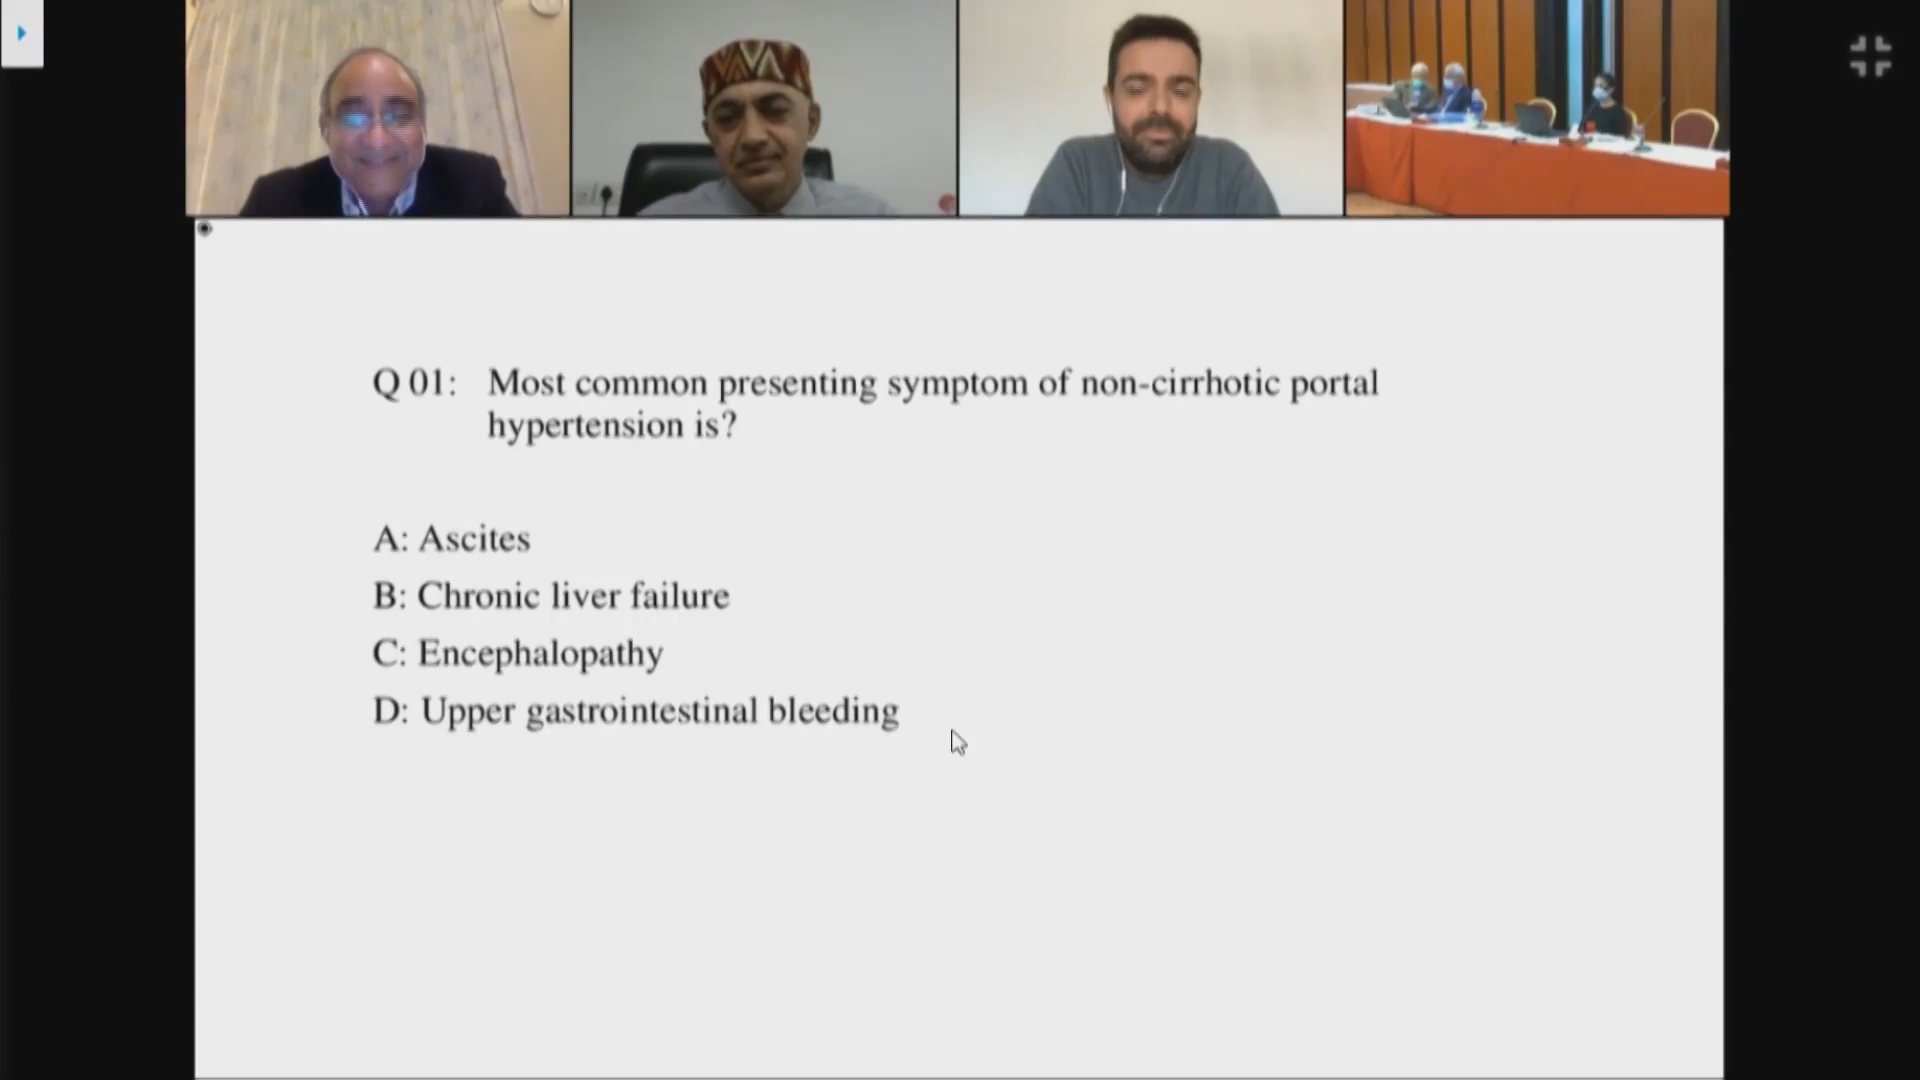 Q 01: Most common presenting symptom of non-cirrhotic portal
hypertension is?
A: Ascites
B: Chronic liver failure
C: Encephalopathy
D: Upper gastrointestinal bleeding